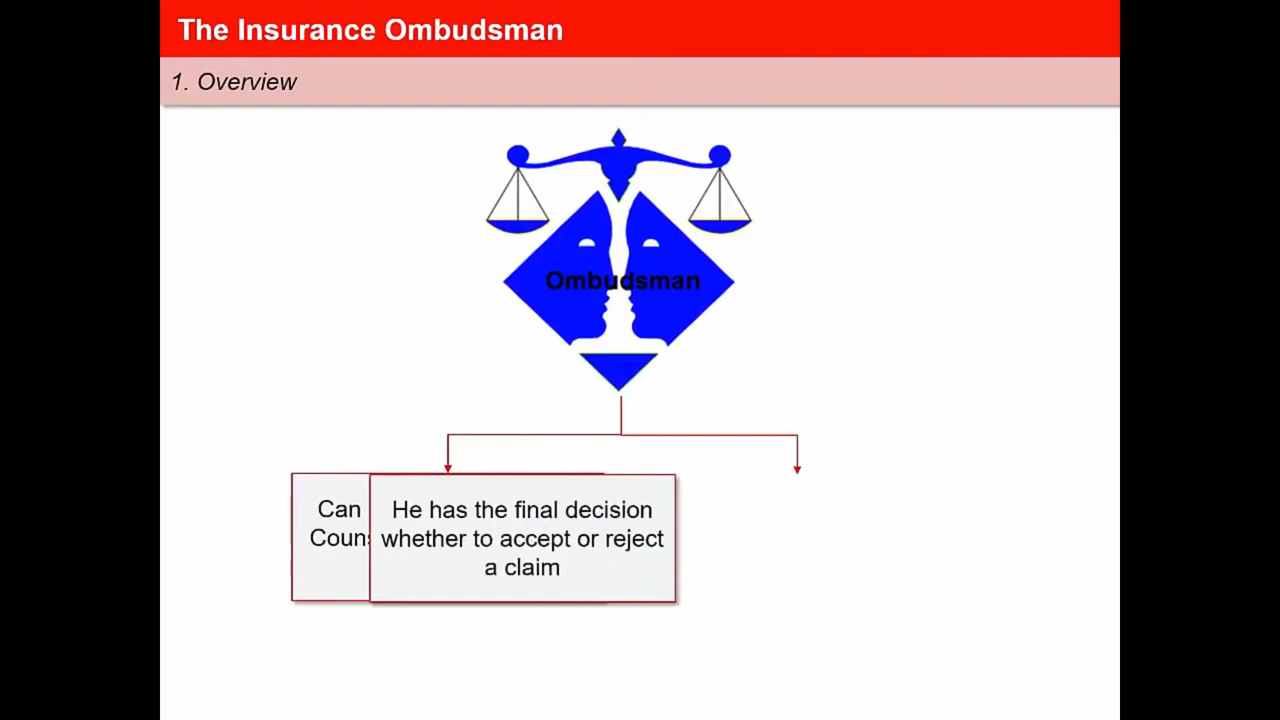 The Insurance Ombudsman
1. Overview
Ombudsman
Can
He has the final decision
whether to accept or reject
a claim